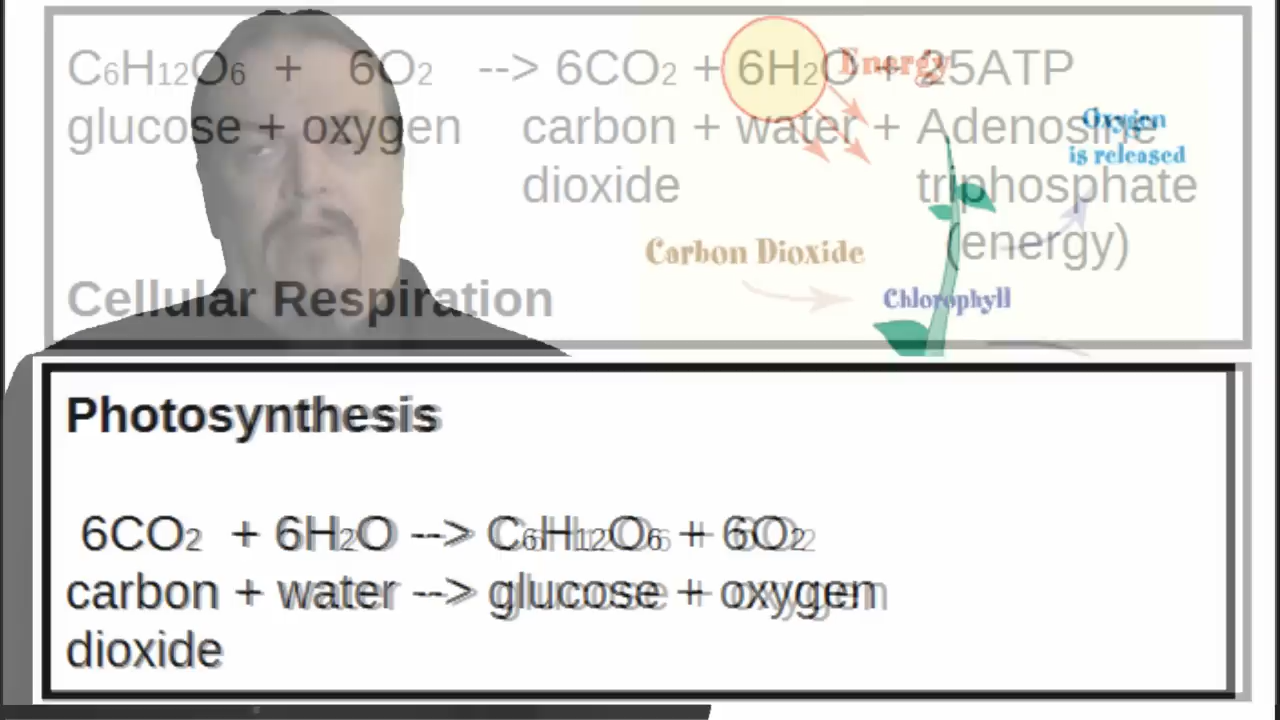 C₆H₁₂O₆ + 6O₂ --> 6CO₂ + 6H₂O + 25ATP
glucose + oxygen carbon + water + Adenosine
dioxide triphosphate
(energy)
Cellular Respiration
Energy
Oxygen
is released
Carbon Dioxide
Chlorophyll
Photosynthesis
6CO₂ + 6H₂O --> C₆H₁₂O₆ + 6O₂
carbon + water --> glucose + oxygen
dioxide